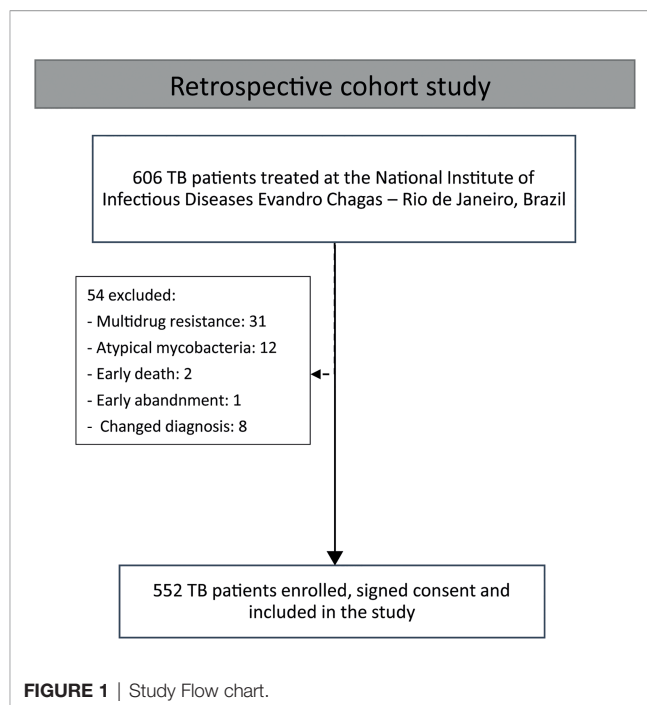 Retrospective cohort study
606 TB patients treated at the National Institute of
Infectious Diseases Evandro Chagas – Rio de Janeiro, Brazil
54 excluded:
- Multidrug resistance: 31
- Atypical mycobacteria: 12
- Early death: 2
- Early abandnment: 1
- Changed diagnosis: 8
552 TB patients enrolled, signed consent and
included in the study
FIGURE 1 | Study Flow chart.